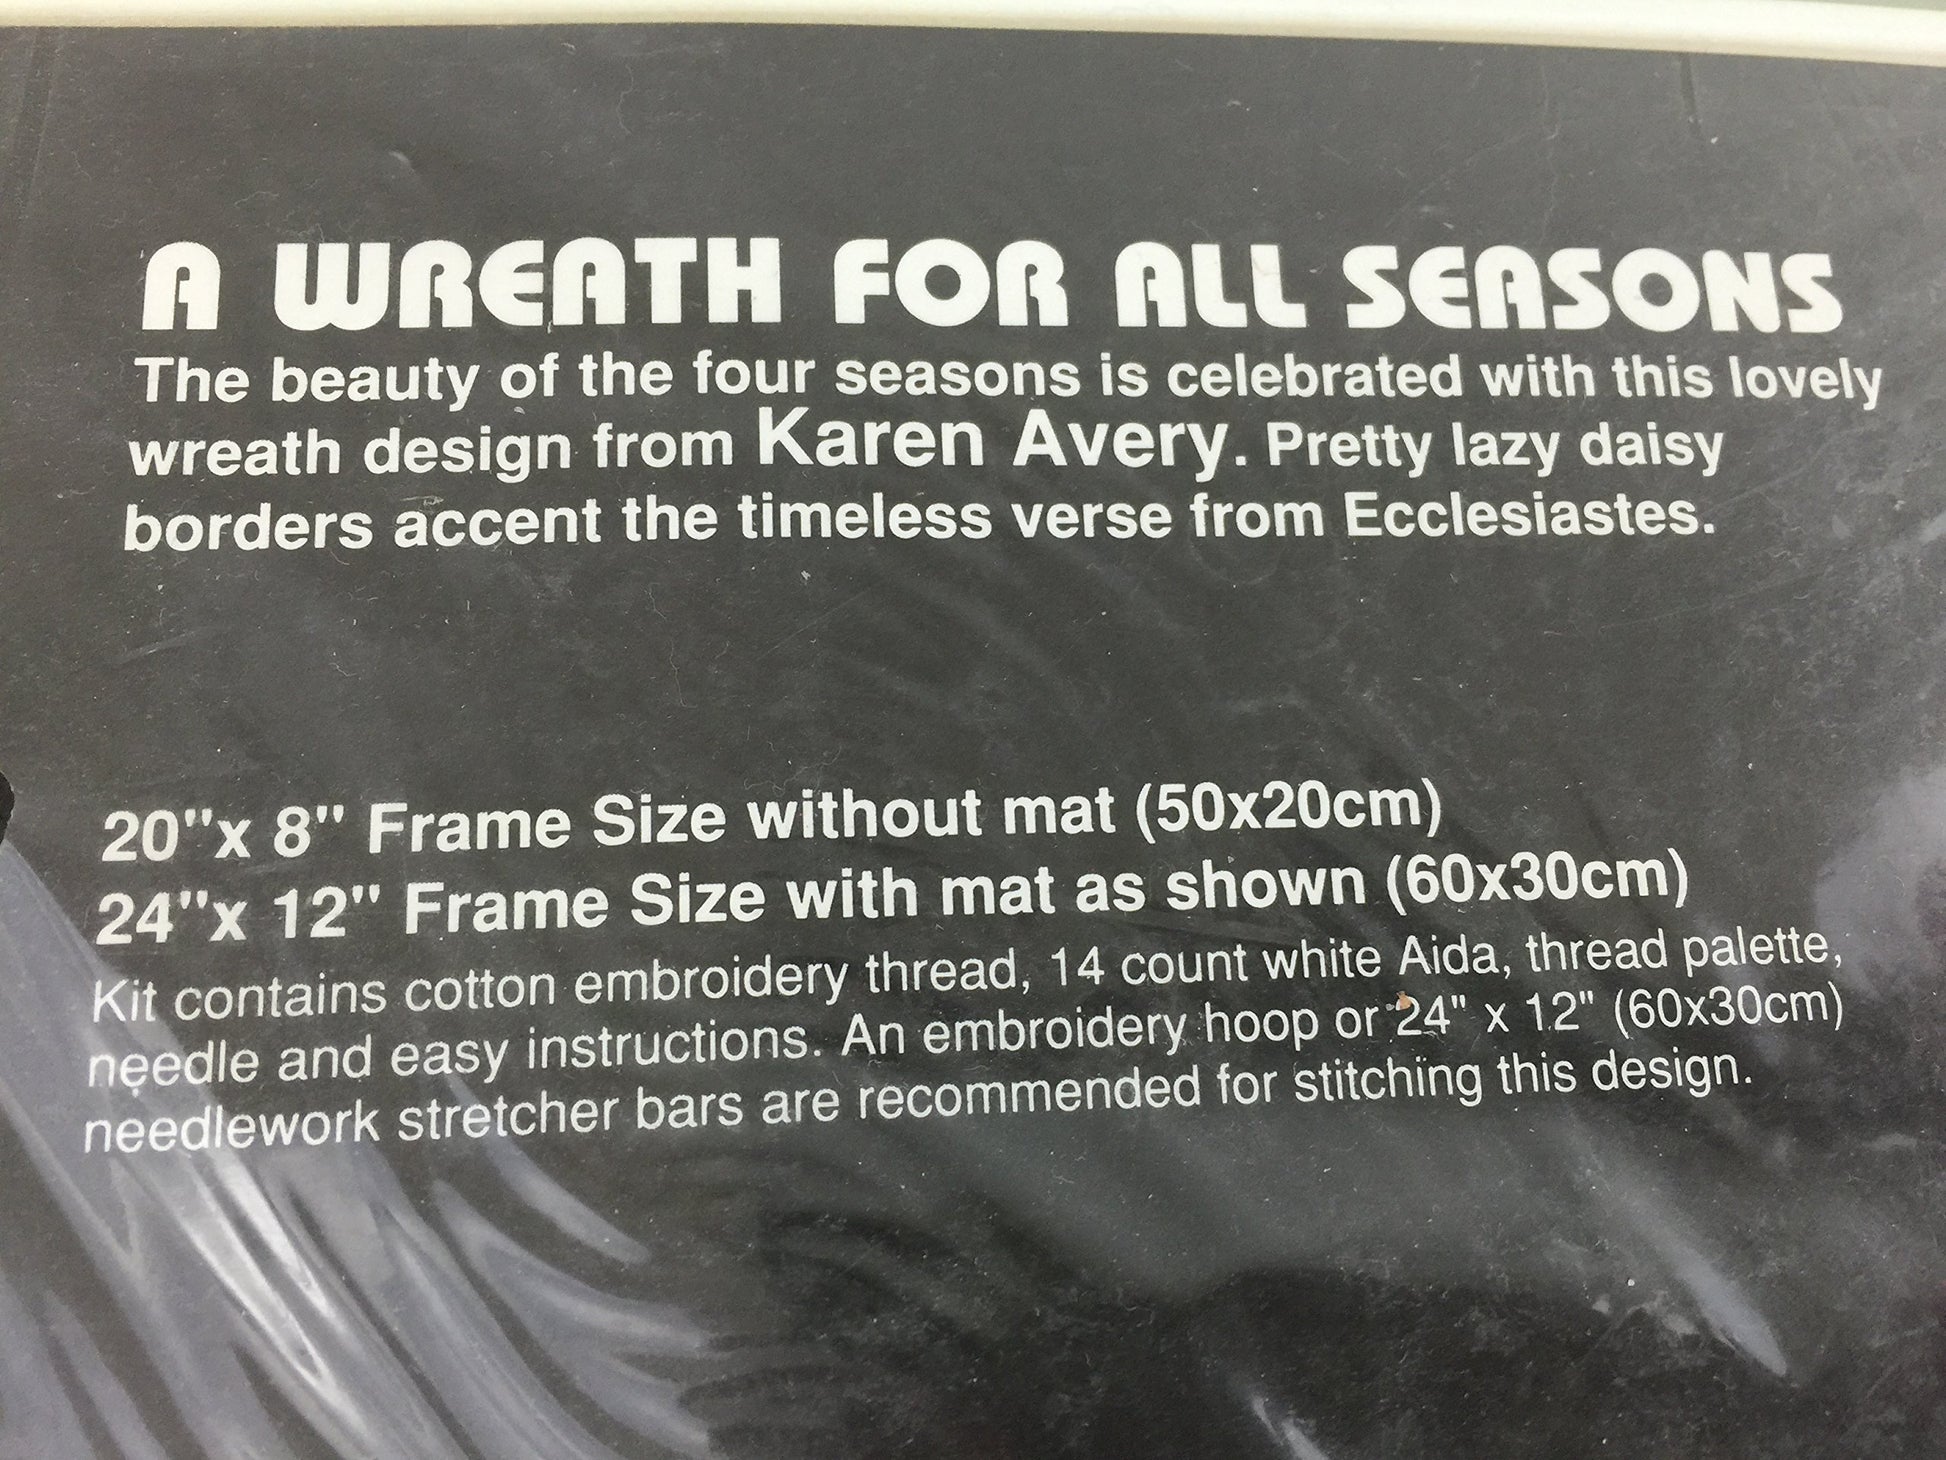 A WREATH FOR ALL SEASONS
The beauty of the four seasons is celebrated with this lovely
wreath design from Karen Avery. Pretty lazy daisy
borders accent the timeless verse from Ecclesiastes.
20"x 8" Frame Size without mat (50x20cm)
24"x 12" Frame Size with mat as shown (60x30cm)
Kit contains cotton embroidery thread, 14 count white Aida, thread palette,
needle and easy instructions. An embroidery hoop or 24" x 12" (60x30cm)
needlework stretcher bars are recommended for stitching this design.